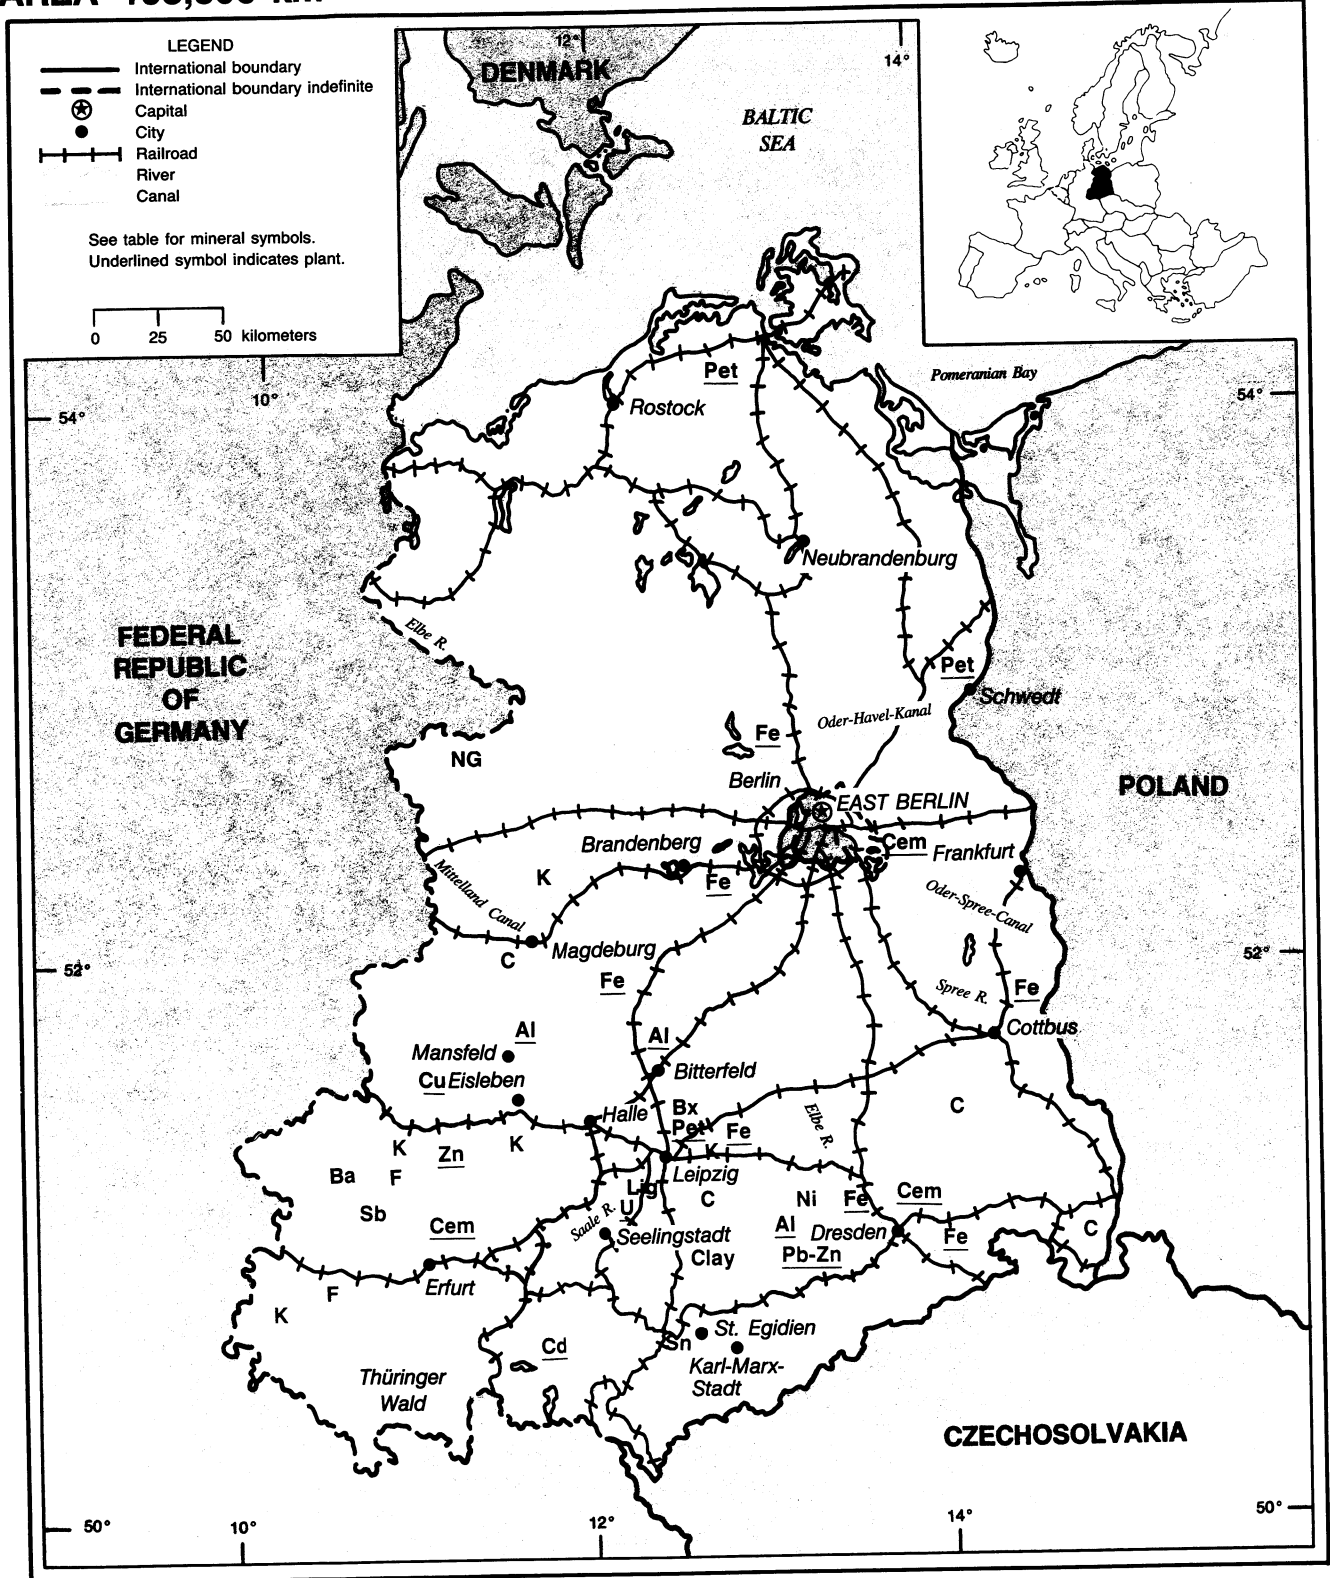 LEGEND
International boundary
International boundary indefinite
Capital
City
Railroad
River
Canal
See table for mineral symbols.
Underlined symbol indicates plant.
0 25 50 kilometers
12°
DENMARK
14°
BALTIC
SEA
10°
54°
Pet
Rostock
Pomeranian Bay
54°
Neubrandenburg
FEDERAL
REPUBLIC
OF
GERMANY
Elbe R.
Pet
Schwedt
Oder-Havel-Kanal
NG
Fe
Berlin
EAST BERLIN
POLAND
Brandenberg
Cem
Frankfurt
Mittelland Canal
K
Fe
Oder-Spree-Canal
Magdeburg
C
52°
Fe
Spree R.
Fe
52°
Cottbus
Al
Mansfeld
Cu Eisleben
Al
Bitterfeld
Halle
Bx
Pet
Fe
K
Elbe R.
C
K
Zn
K
Ba
F
Leipzig
Lig
U
C
Ni
Fe
Cem
Sb
Cem
Saale R.
Seelingstadt
Al
Dresden
Fe
C
Clay
Pb-Zn
Erfurt
F
K
St. Egidien
Sn
Cd
Karl-Marx-
Stadt
Thüringer
Wald
CZECHOSOLVAKIA
50°
10°
12°
14°
50°